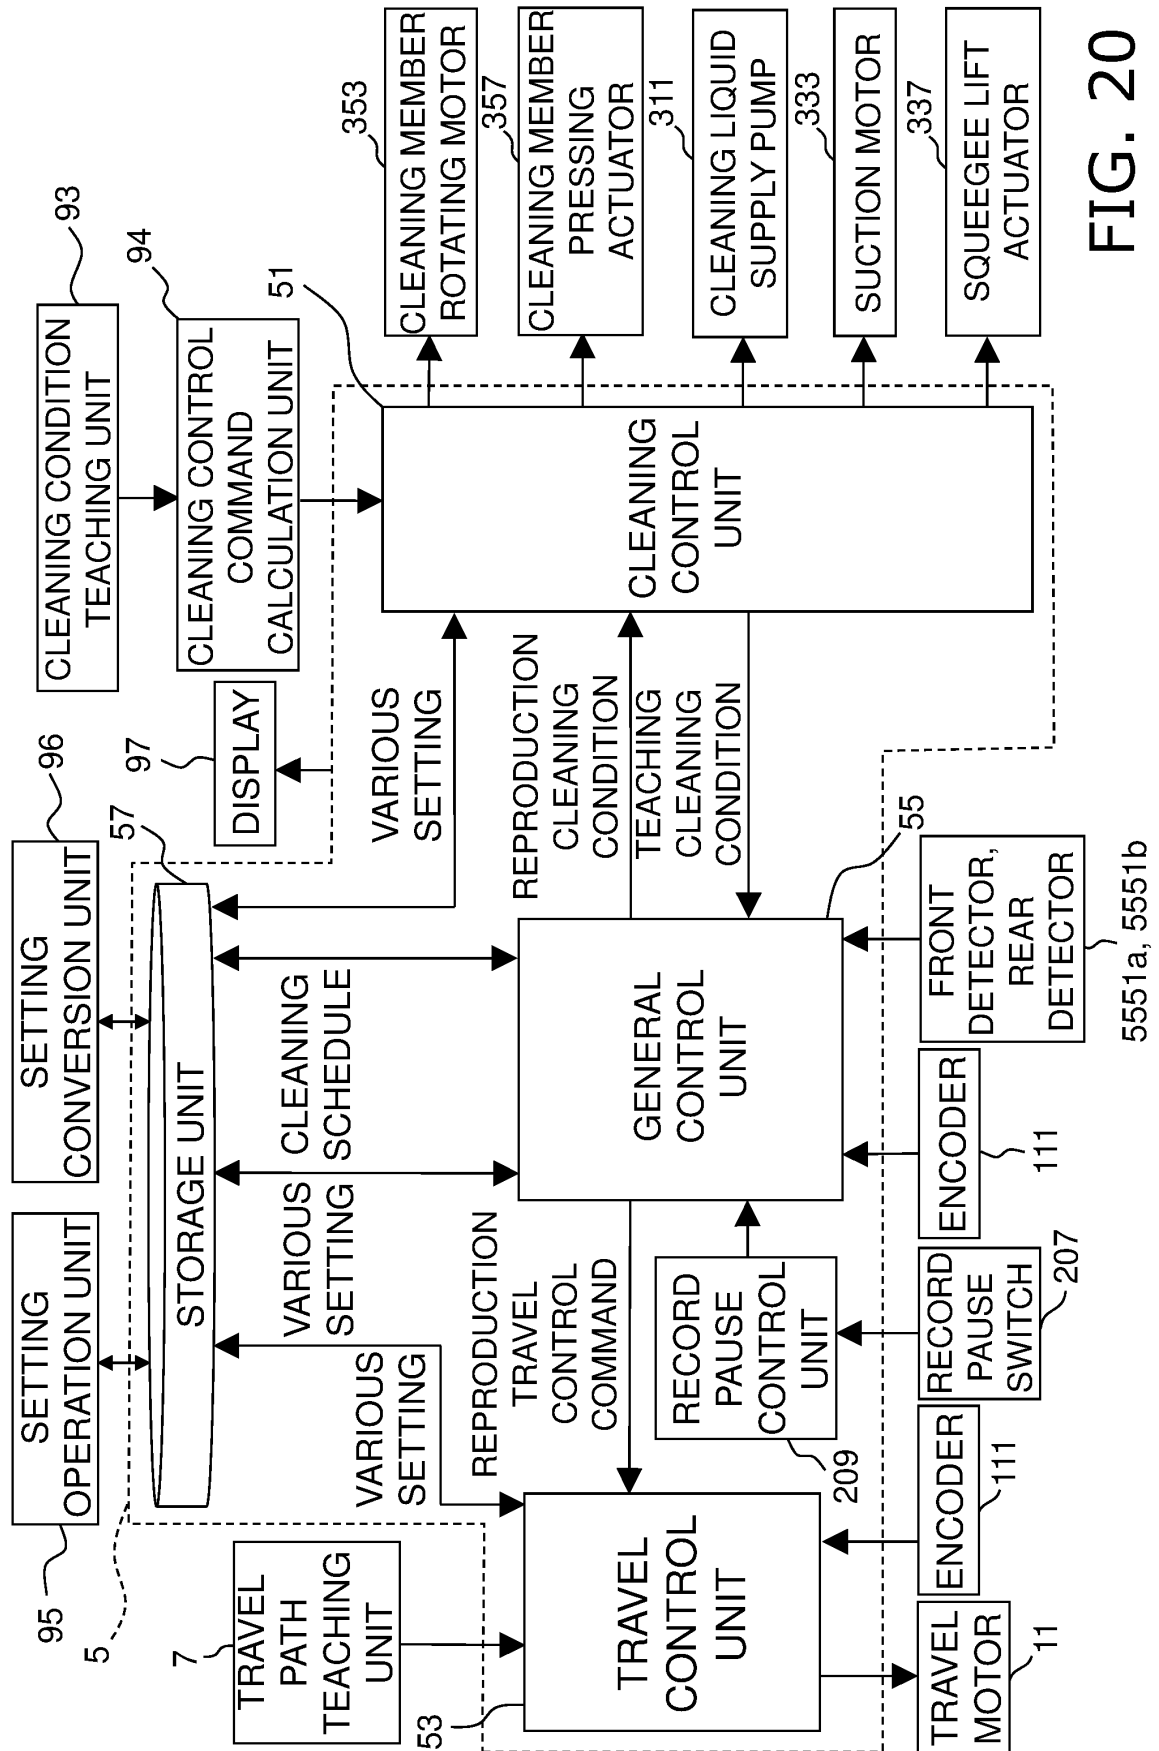 SETTING
OPERATION UNIT
95
SETTING
CONVERSION UNIT
96
CLEANING CONDITION
TEACHING UNIT
93
5
STORAGE UNIT
57
DISPLAY
97
CLEANING CONTROL
COMMAND
CALCULATION UNIT
94
51
7
TRAVEL
PATH
TEACHING
UNIT
VARIOUS
SETTING
VARIOUS
SETTING
CLEANING
SCHEDULE
VARIOUS
SETTING
CLEANING MEMBER
ROTATING MOTOR
353
CLEANING MEMBER
PRESSING
ACTUATOR
357
CLEANING LIQUID
SUPPLY PUMP
311
SUCTION MOTOR
333
SQUEEGEE LIFT
ACTUATOR
337
53
TRAVEL
CONTROL
UNIT
REPRODUCTION
TRAVEL
CONTROL
COMMAND
GENERAL
CONTROL
UNIT
55
REPRODUCTION
CLEANING
CONDITION
TEACHING
CLEANING
CONDITION
CLEANING
CONTROL
UNIT
RECORD
PAUSE
CONTROL
UNIT
209
TRAVEL
MOTOR
11
ENCODER
111
RECORD
PAUSE
SWITCH
207
ENCODER
111
FRONT
DETECTOR,
REAR
DETECTOR
5551a, 5551b
FIG. 20